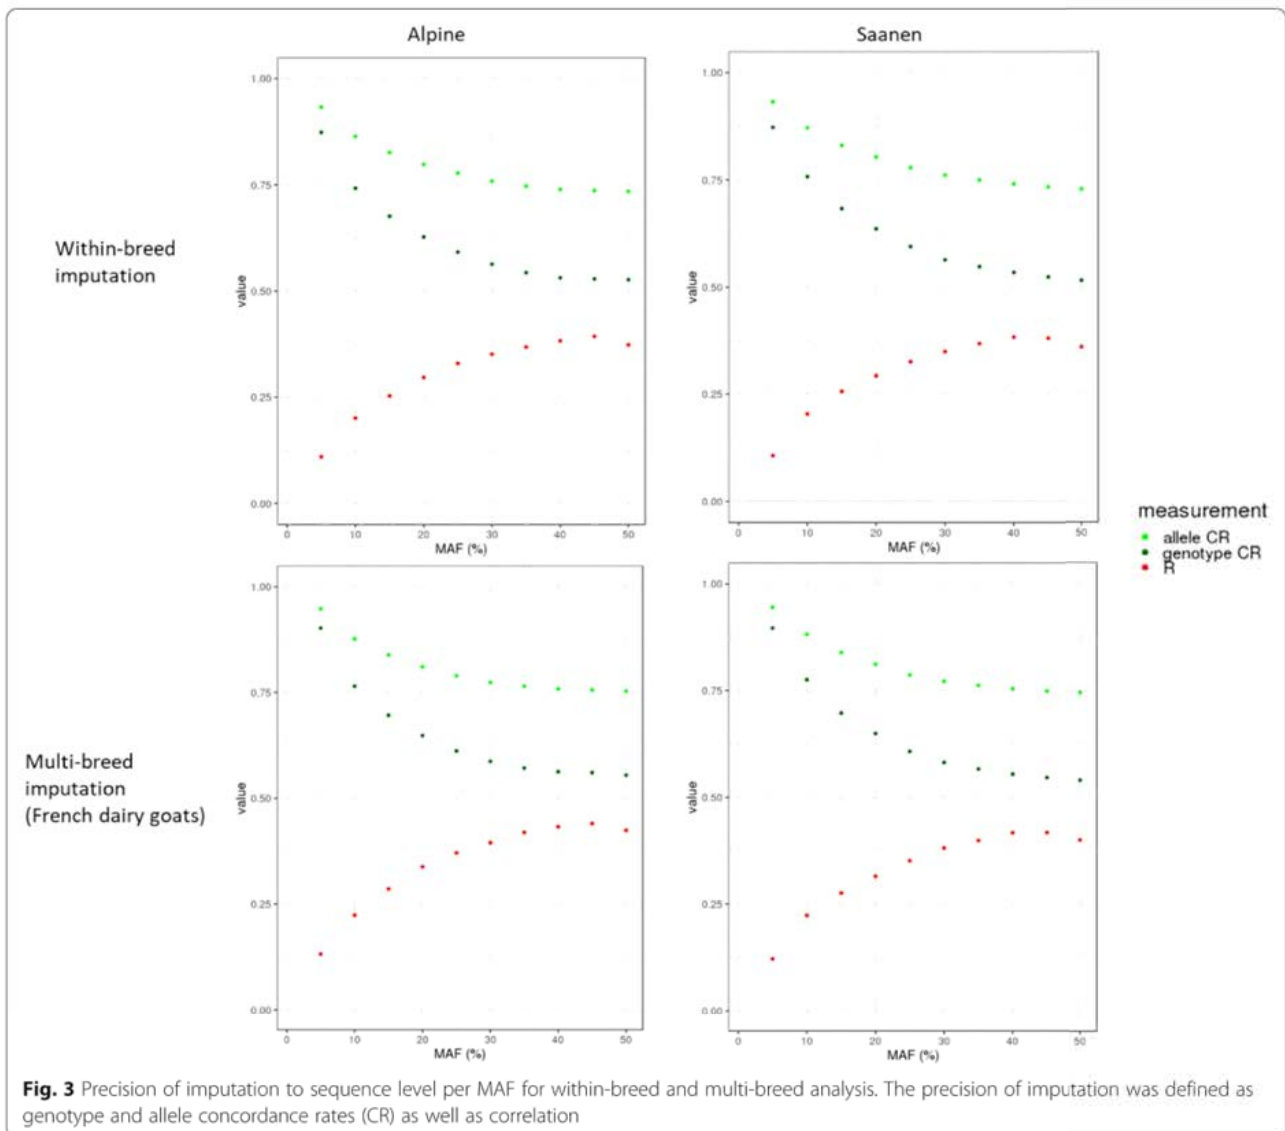 Alpine
Saanen
Within-breed
imputation
1.00
0.75
0.50
0.25
0.00
value
0 10 20 30 40 50
MAF (%)
1.00
0.75
0.50
0.25
0.00
value
0 10 20 30 40 50
MAF (%)
measurement
allele CR
genotype CR
R
Multi-breed
imputation
(French dairy goats)
1.00
0.75
0.50
0.25
0.00
value
0 10 20 30 40 50
MAF (%)
1.00
0.75
0.50
0.25
0.00
value
0 10 20 30 40 50
MAF (%)
Fig. 3 Precision of imputation to sequence level per MAF for within-breed and multi-breed analysis. The precision of imputation was defined as
genotype and allele concordance rates (CR) as well as correlation